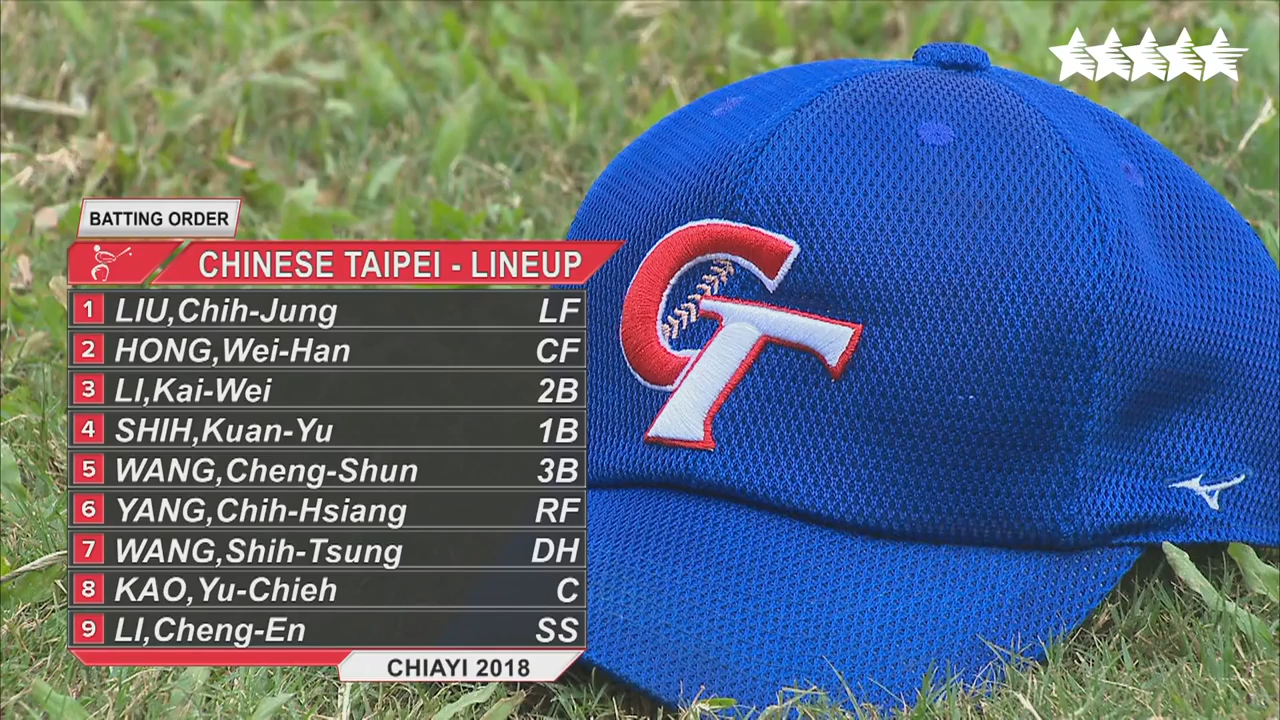 BATTING ORDER
CHINESE TAIPEI - LINEUP
1 LIU,Chih-Jung LF
2 HONG,Wei-Han CF
3 LI,Kai-Wei 2B
4 SHIH,Kuan-Yu 1B
5 WANG,Cheng-Shun 3B
6 YANG,Chih-Hsiang RF
7 WANG,Shih-Tsung DH
8 KAO,Yu-Chieh C
9 LI,Cheng-En SS
CHIAYI 2018
CT